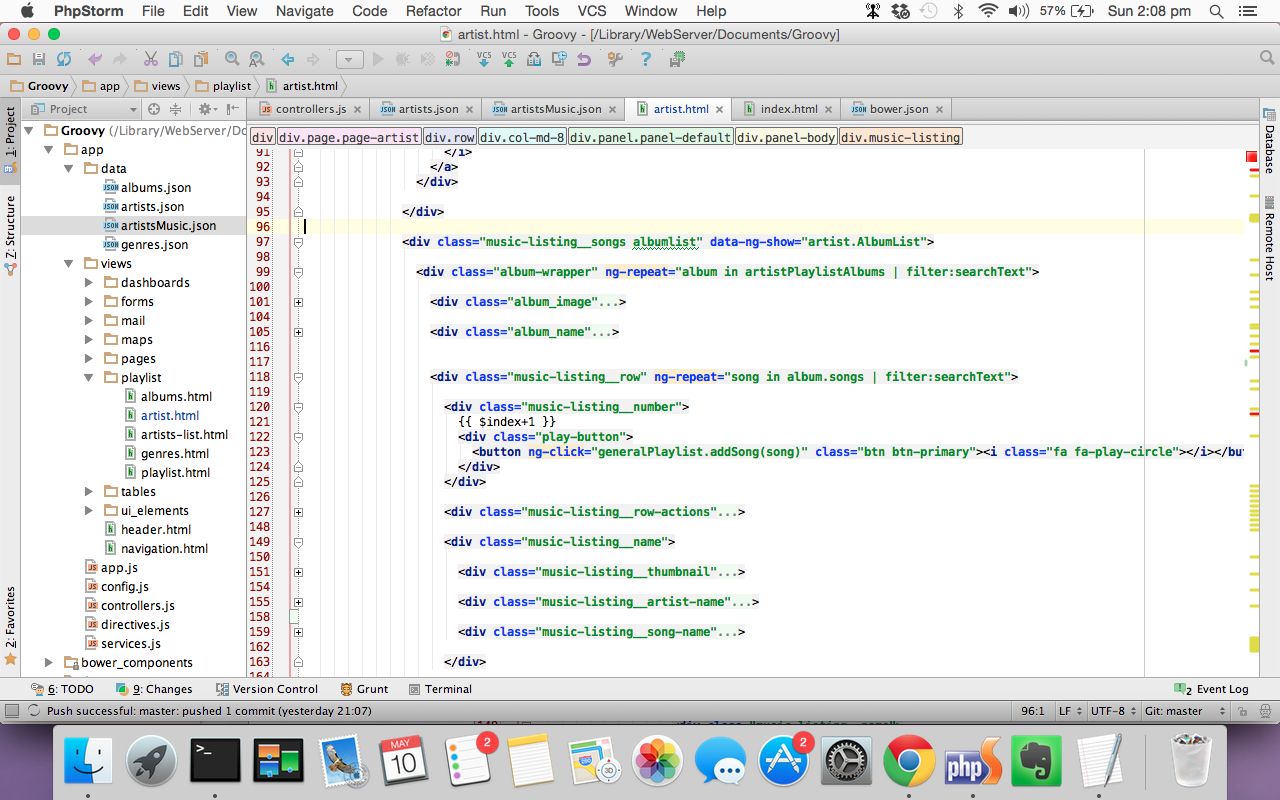 PhpStorm File Edit View Navigate Code Refactor Run Tools VCS Window Help 57% Sun 2:08 pm
artist.html - Groovy - [/Library/WebServer/Documents/Groovy]
VCS VCS
Groovy app views playlist artist.html
Project controllers.js artists.json artistsMusic.json artist.html index.html bower.json
1: Project
Z: Structure
2: Favorites
Groovy (/Library/WebServer/Do
app
data
albums.json
artists.json
artistsMusic.json
genres.json
views
dashboards
forms
mail
maps
pages
playlist
albums.html
artist.html
artists-list.html
genres.html
playlist.html
tables
ui_elements
header.html
navigation.html
app.js
config.js
controllers.js
directives.js
services.js
bower_components
div div.page.page-artist div.row div.col-md-8 div.panel.panel-default div.panel-body div.music-listing
91 </i>
92 </a>
93 </div>
94
95 </div>
96
97 <div class="music-listing__songs albumlist" data-ng-show="artist.AlbumList">
98
99 <div class="album-wrapper" ng-repeat="album in artistPlaylistAlbums | filter:searchText">
100
101 <div class="album_image"...>
104
105 <div class="album_name"...>
116
117
118 <div class="music-listing__row" ng-repeat="song in album.songs | filter:searchText">
119
120 <div class="music-listing__number">
121 {{ $index+1 }}
122 <div class="play-button">
123 <button ng-click="generalPlaylist.addSong(song)" class="btn btn-primary"><i class="fa fa-play-circle"></i></bu
124 </div>
125 </div>
126
127 <div class="music-listing__row-actions"...>
148
149 <div class="music-listing__name">
150
151 <div class="music-listing__thumbnail"...>
154
155 <div class="music-listing__artist-name"...>
158
159 <div class="music-listing__song-name"...>
162
163 </div>
164
Database
Remote Host
6: TODO 9: Changes Version Control Grunt Terminal 2 Event Log
Push successful: master: pushed 1 commit (yesterday 21:07) 96:1 LF UTF-8 Git: master
MAY
10
2
3D
2
php